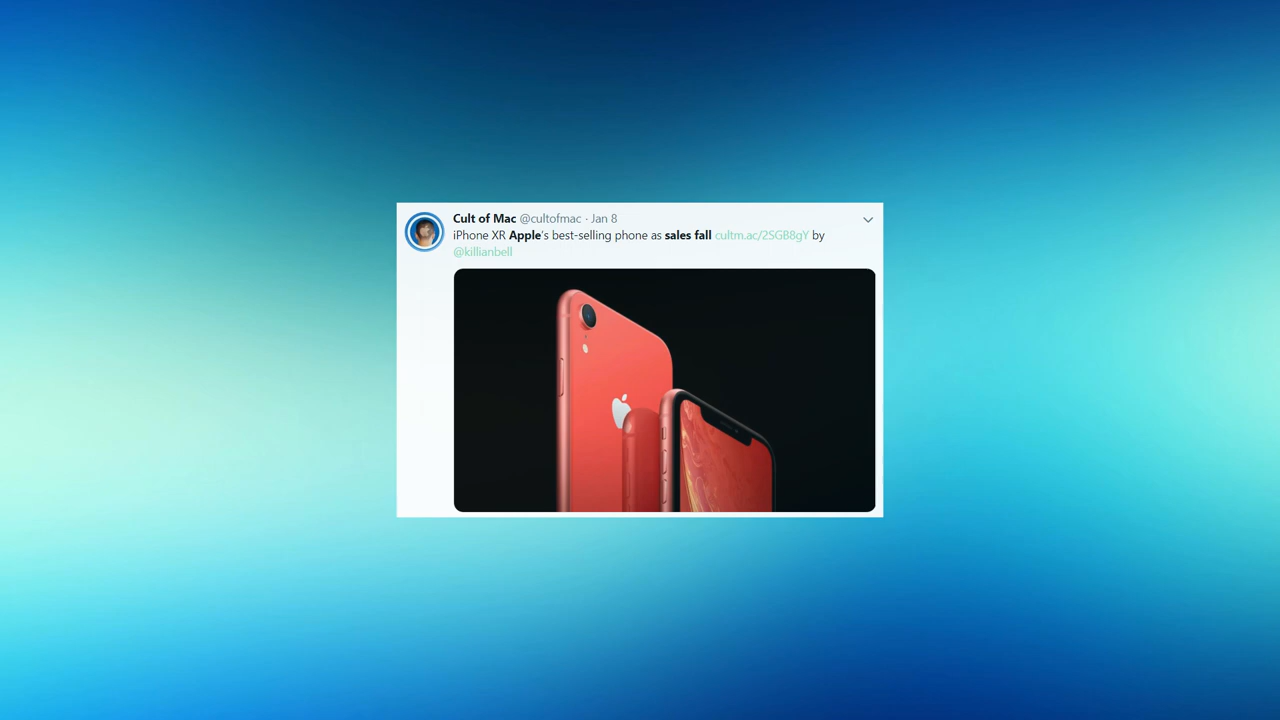 Cult of Mac @cultofmac · Jan 8
iPhone XR Apple's best-selling phone as sales fall cultm.ac/2SGB8gY by
@killianbell